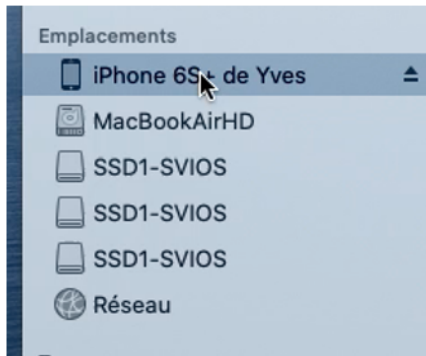 Emplacements
iPhone 6S+ de Yves
MacBookAirHD
SSD1-SVIOS
SSD1-SVIOS
SSD1-SVIOS
Réseau